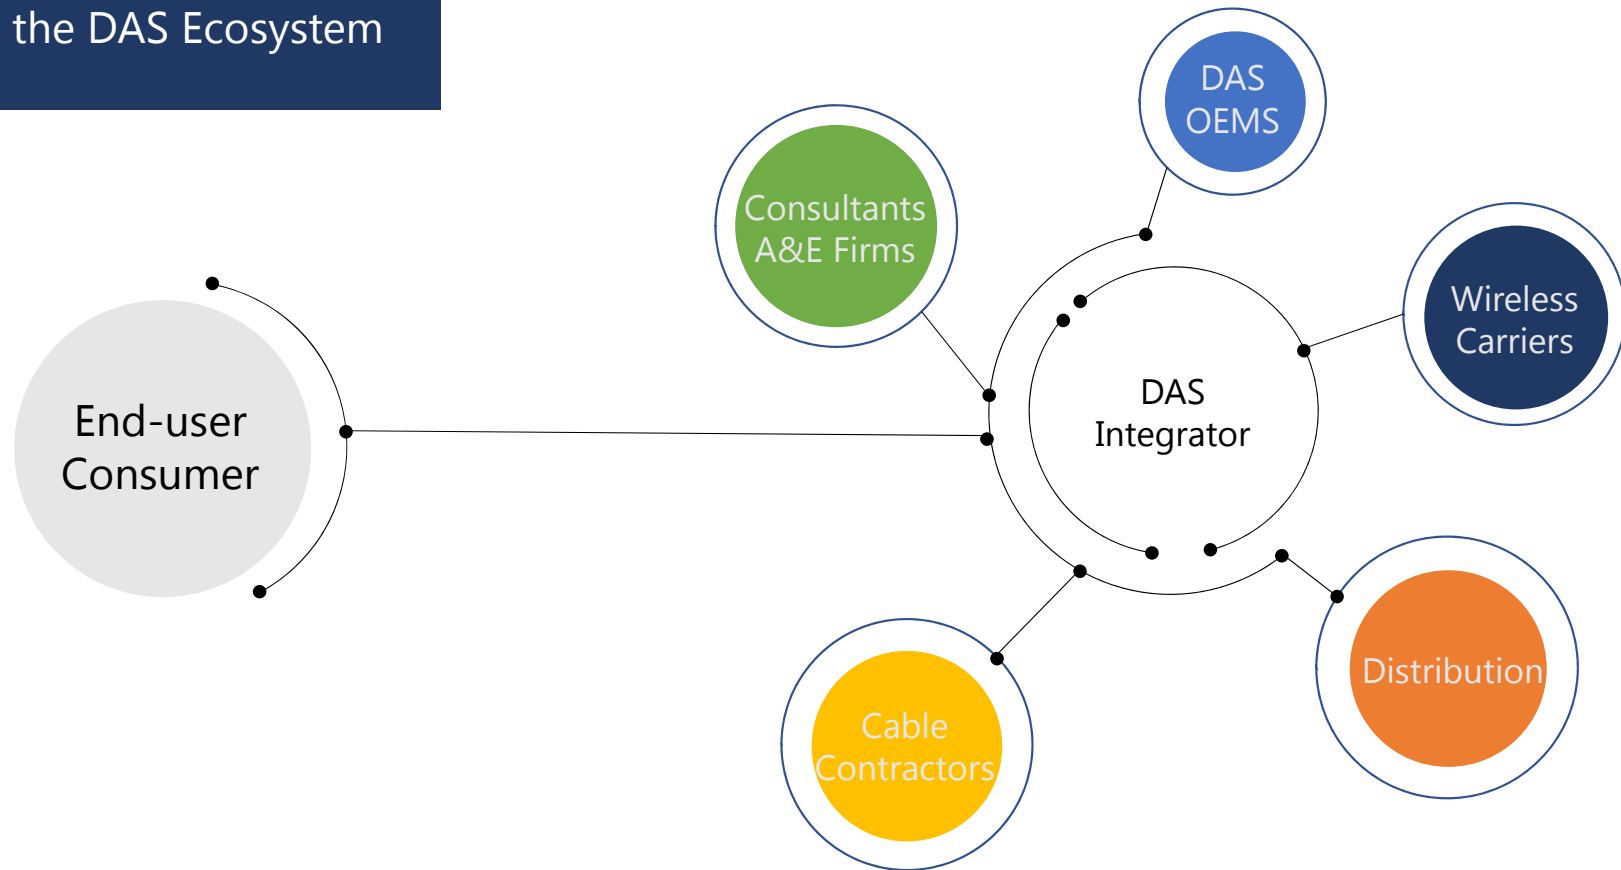 the DAS Ecosystem
DAS
OEMS
Consultants
A&E Firms
Wireless
Carriers
End-user
Consumer
DAS
Integrator
Cable
Contractors
Distribution